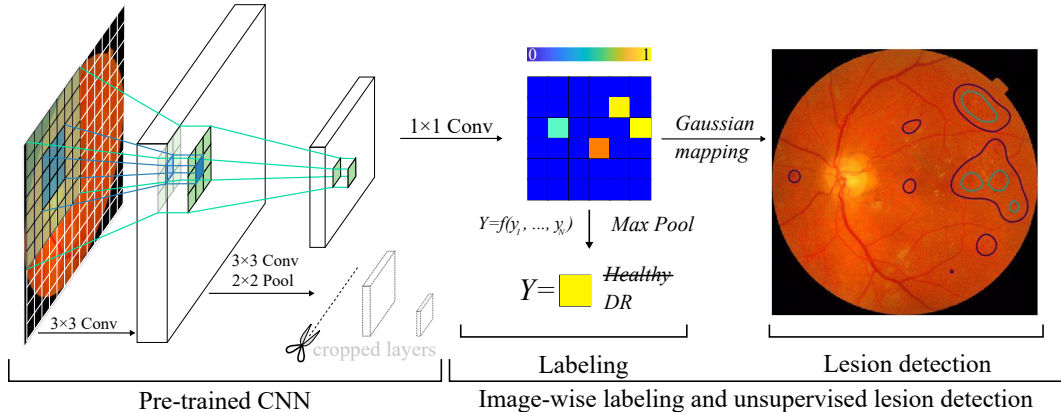 0
1
1×1 Conv
Gaussian
mapping
Y=f(y₁, ..., y_N)
Max Pool
3×3 Conv
2×2 Pool
Y=
Healthy
DR
3×3 Conv
cropped layers
Labeling
Lesion detection
Pre-trained CNN
Image-wise labeling and unsupervised lesion detection